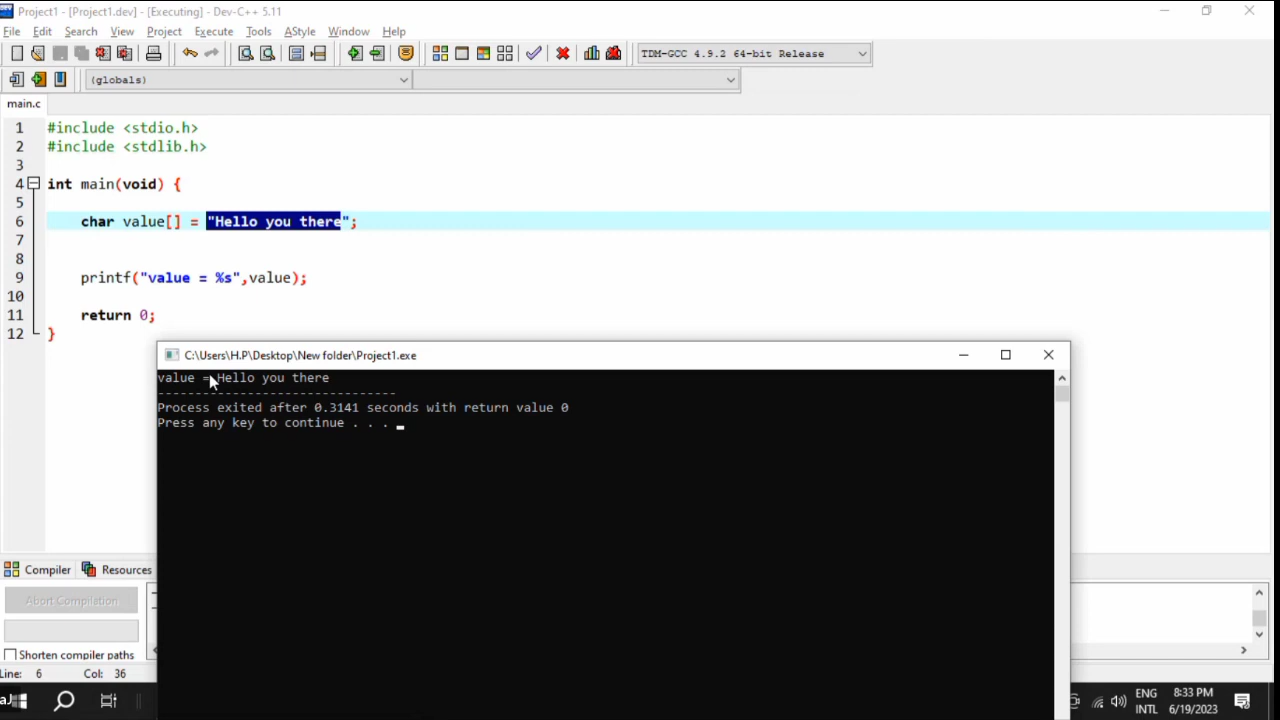 Project1 - [Project1.dev] - [Executing] - Dev-C++ 5.11
File Edit Search View Project Execute Tools AStyle Window Help
TDM-GCC 4.9.2 64-bit Release
(globals)
main.c
1 #include <stdio.h>
2 #include <stdlib.h>
3
4 int main(void) {
5
6 char value[] = "Hello you there";
7
8
9 printf("value = %s",value);
10
11 return 0;
12 }
C:\Users\H.P\Desktop\New folder\Project1.exe
value = Hello you there
--------------------------------
Process exited after 0.3141 seconds with return value 0
Press any key to continue . . .
Compiler Resources
Abort Compilation
Shorten compiler paths
Line: 6 Col: 36
ENG 8:33 PM
INTL 6/19/2023